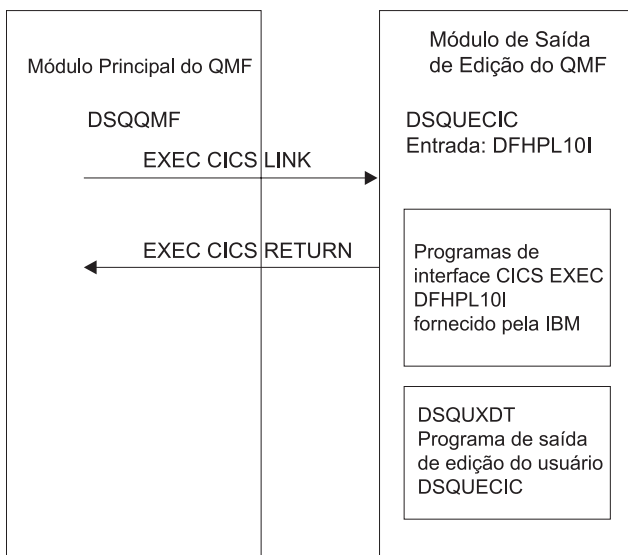 Módulo Principal do QMF
DSQQMF
EXEC CICS LINK
EXEC CICS RETURN
Módulo de Saída
de Edição do QMF
DSQUECIC
Entrada: DFHPL10I
Programas de
interface CICS EXEC
DFHPL10I
fornecido pela IBM
DSQUXDT
Programa de saída
de edição do usuário
DSQUECIC